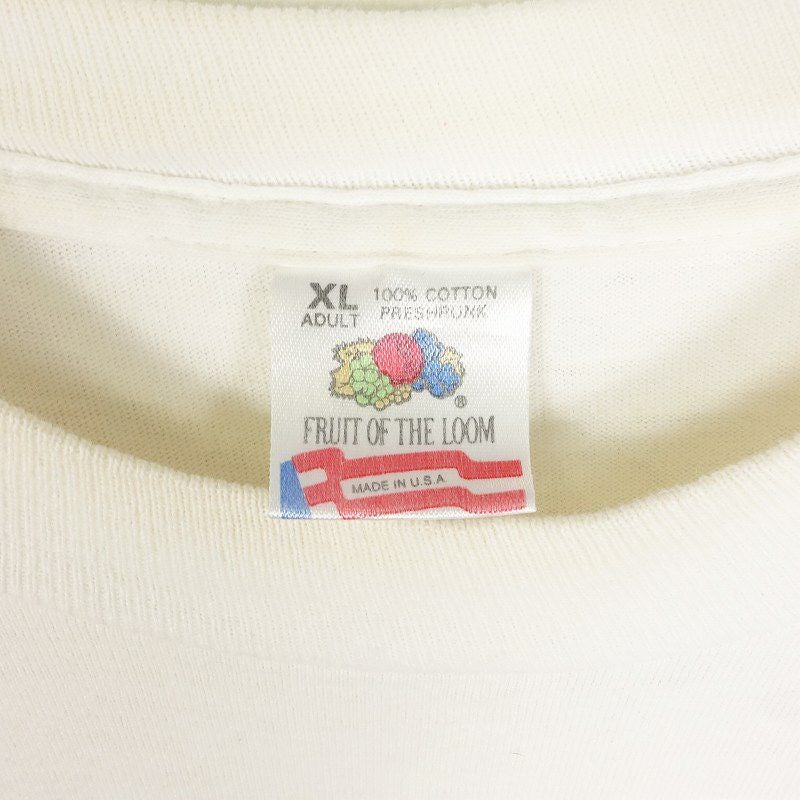 XL 100% COTTON
ADULT PRESHRUNK
®
FRUIT OF THE LOOM
MADE IN U.S.A.